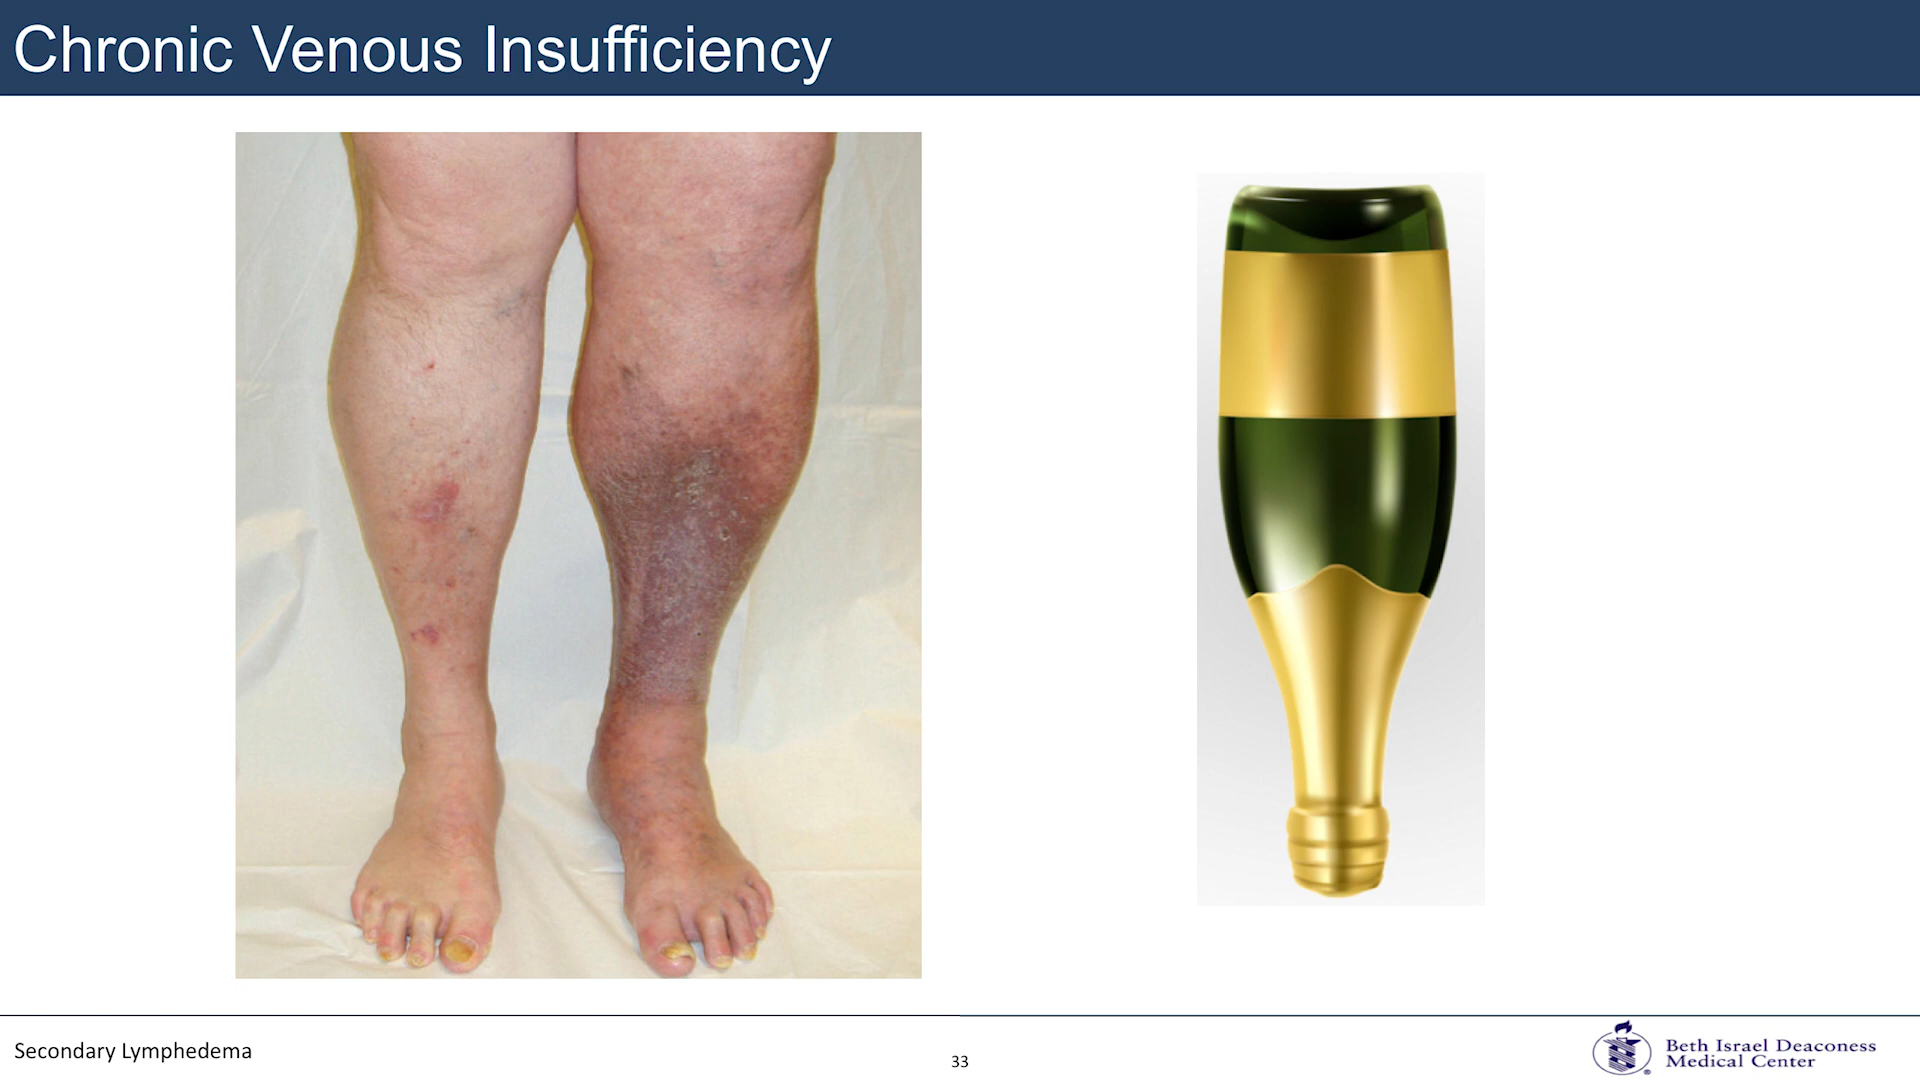 Chronic Venous Insufficiency
Secondary Lymphedema
33
Beth Israel Deaconess
Medical Center